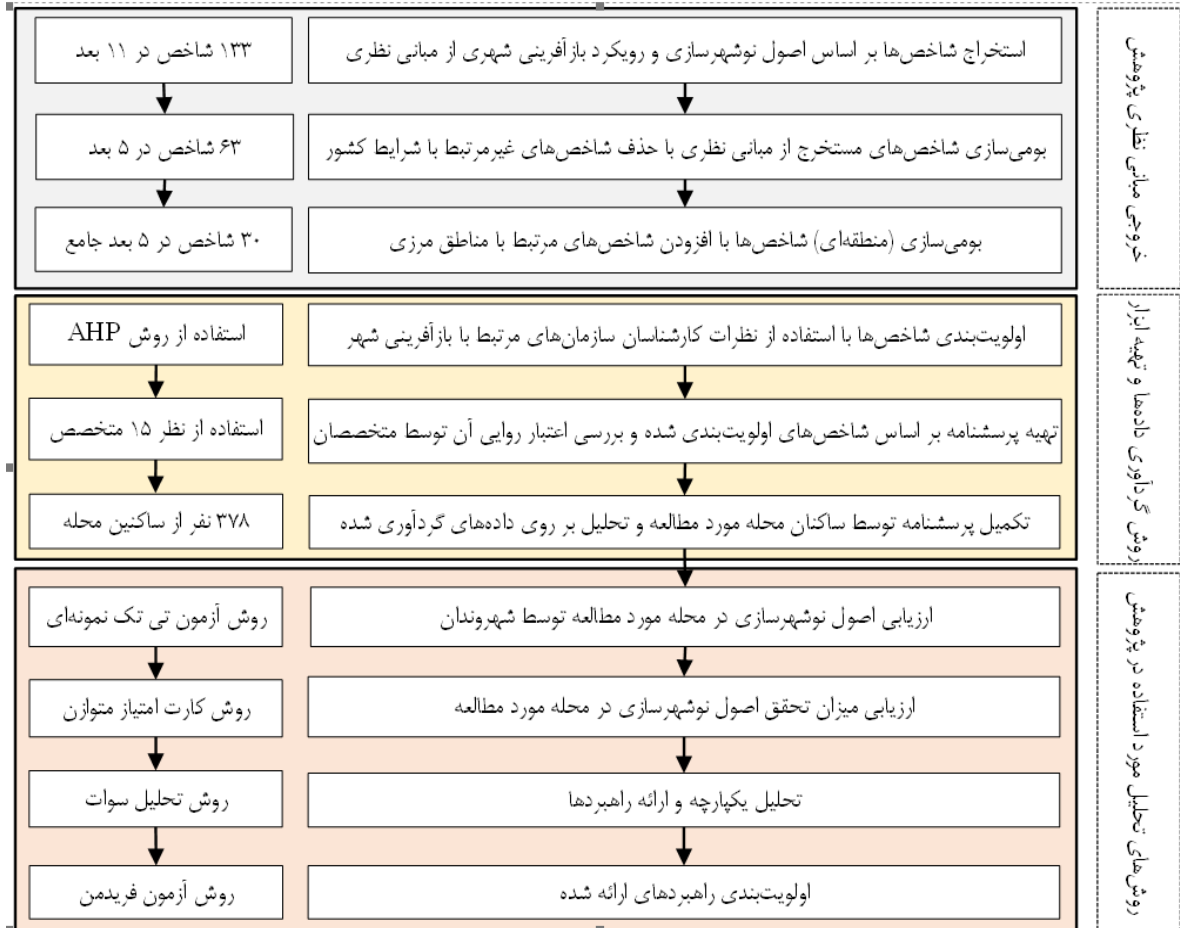 خروجی مبانی نظری پژوهش
استخراج شاخص‌ها بر اساس اصول نوشهرسازی و رویکرد بازآفرینی شهری از مبانی نظری
۱۳۳ شاخص در ۱۱ بعد
بومی‌سازی شاخص‌های مستخرج از مبانی نظری با حذف شاخص‌های غیرمرتبط با شرایط کشور
۶۳ شاخص در ۵ بعد
بومی‌سازی (منطقه‌ای) شاخص‌ها با افزودن شاخص‌های مرتبط با مناطق مرزی
۳۰ شاخص در ۵ بعد جامع
روش گردآوری داده‌ها و تهیه ابزار
اولویت‌بندی شاخص‌ها با استفاده از نظرات کارشناسان سازمان‌های مرتبط با بازآفرینی شهر
استفاده از روش AHP
تهیه پرسشنامه بر اساس شاخص‌های اولویت‌بندی شده و بررسی اعتبار روایی آن توسط متخصصان
استفاده از نظر ۱۵ متخصص
تکمیل پرسشنامه توسط ساکنان محله مورد مطالعه و تحلیل بر روی داده‌های گردآوری شده
۳۷۸ نفر از ساکنین محله
روش‌های تحلیل مورد استفاده در پژوهش
ارزیابی اصول نوشهرسازی در محله مورد مطالعه توسط شهروندان
روش آزمون تی تک نمونه‌ای
ارزیابی میزان تحقق اصول نوشهرسازی در محله مورد مطالعه
روش کارت امتیاز متوازن
تحلیل یکپارچه و ارائه راهبردها
روش تحلیل سوات
اولویت‌بندی راهبردهای ارائه شده
روش آزمون فریدمن